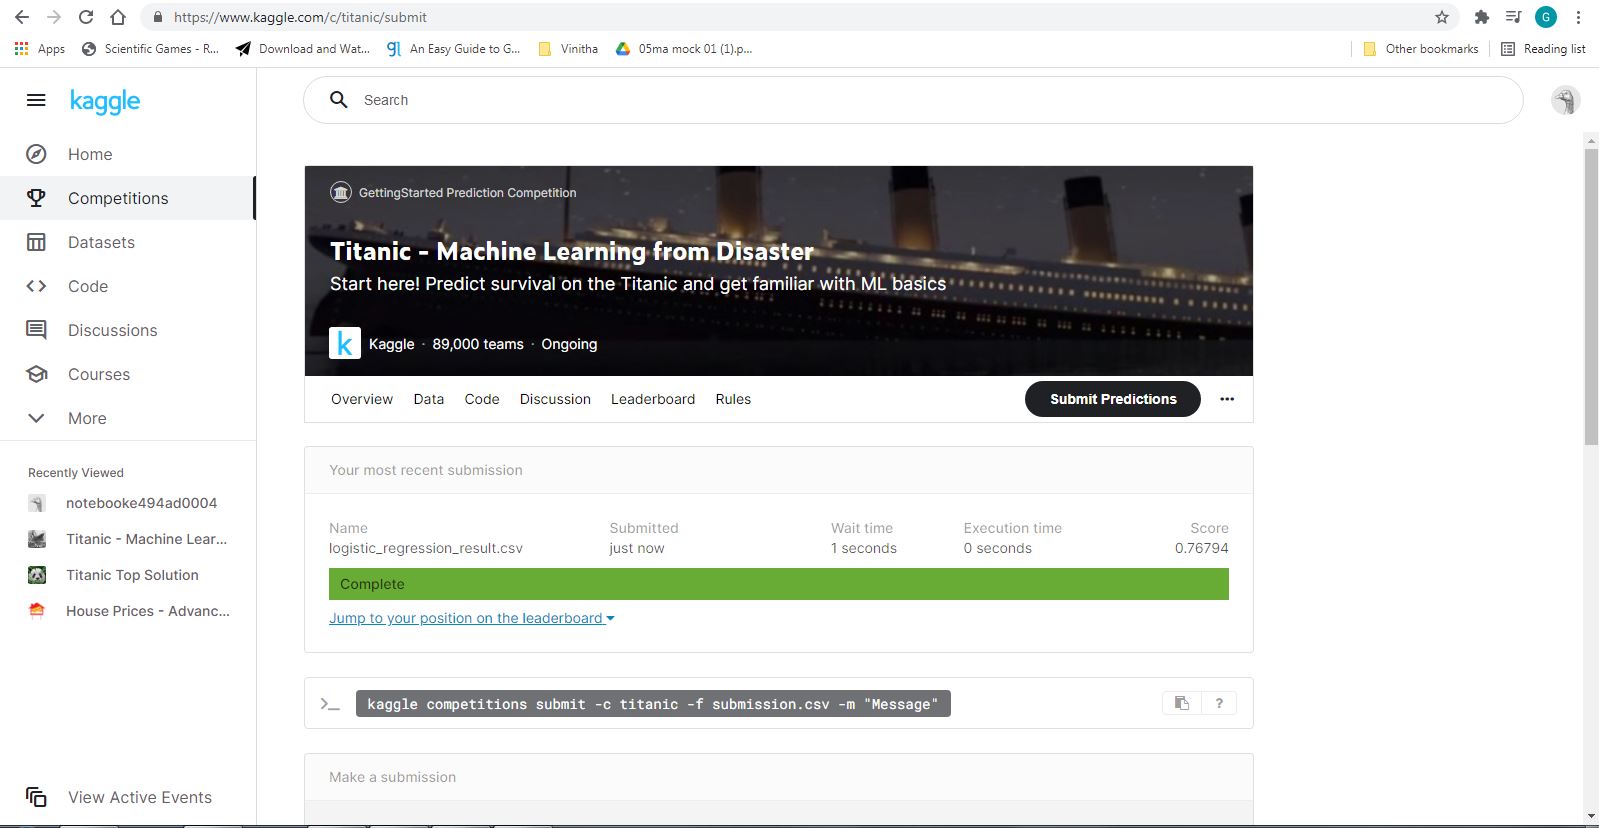 https://www.kaggle.com/c/titanic/submit
G
Apps
Scientific Games - R...
Download and Wat...
An Easy Guide to G...
Vinitha
05ma mock 01 (1).p...
Other bookmarks
Reading list
kaggle
Search
Home
Competitions
Datasets
Code
Discussions
Courses
More
Recently Viewed
notebooke494ad0004
Titanic - Machine Lear...
Titanic Top Solution
House Prices - Advanc...
View Active Events
GettingStarted Prediction Competition
Titanic - Machine Learning from Disaster
Start here! Predict survival on the Titanic and get familiar with ML basics
k Kaggle · 89,000 teams · Ongoing
Overview Data Code Discussion Leaderboard Rules Submit Predictions
Your most recent submission
Name Submitted Wait time Execution time Score
logistic_regression_result.csv just now 1 seconds 0 seconds 0.76794
Complete
Jump to your position on the leaderboard
>_ kaggle competitions submit -c titanic -f submission.csv -m "Message" ?
Make a submission